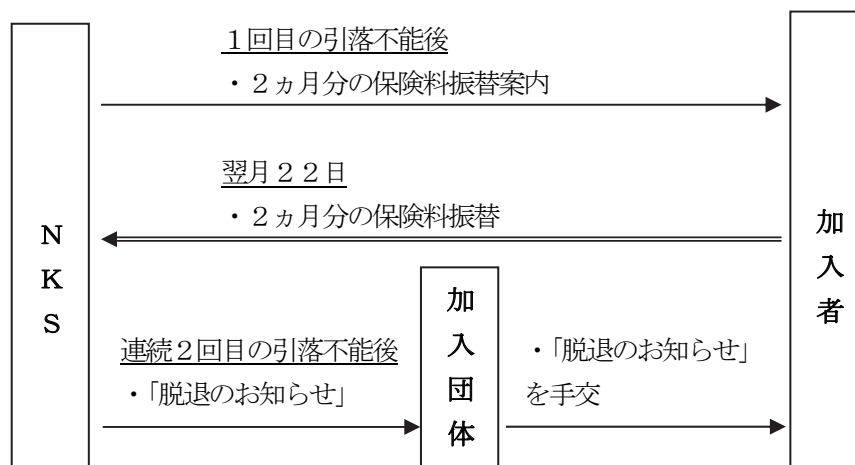 １回目の引落不能後
・２ヵ月分の保険料振替案内
翌月２２日
・２ヵ月分の保険料振替
ＮＫＳ
加入者
加入団体
連続２回目の引落不能後
・「脱退のお知らせ」
・「脱退のお知らせ」
を手交